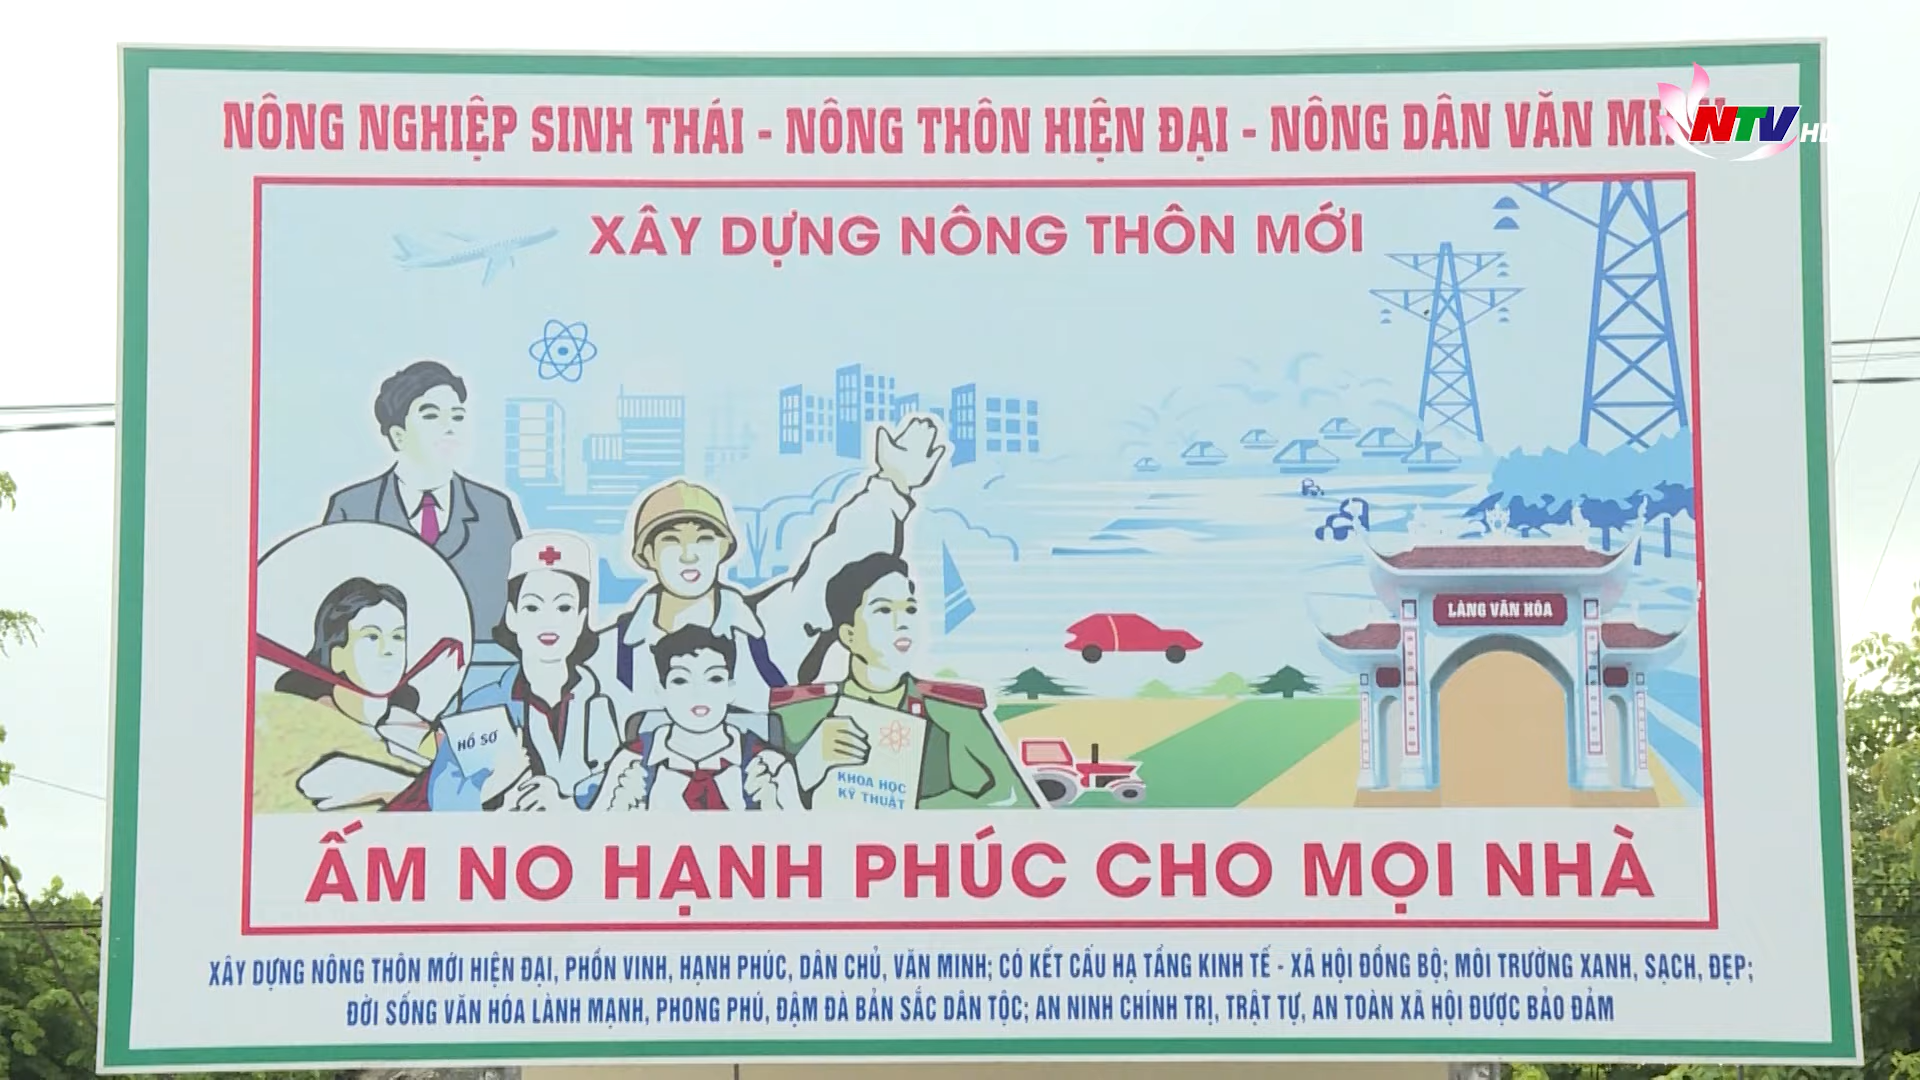 NÔNG NGHIỆP SINH THÁI - NÔNG THÔN HIỆN ĐẠI - NÔNG DÂN VĂN MINH
NTV HD
XÂY DỰNG NÔNG THÔN MỚI
LÀNG VĂN HÓA
HỒ SƠ
KHOA HỌC
KỸ THUẬT
ẤM NO HẠNH PHÚC CHO MỌI NHÀ
XÂY DỰNG NÔNG THÔN MỚI HIỆN ĐẠI, PHỒN VINH, HẠNH PHÚC, DÂN CHỦ, VĂN MINH; CÓ KẾT CẤU HẠ TẦNG KINH TẾ - XÃ HỘI ĐỒNG BỘ; MÔI TRƯỜNG XANH, SẠCH, ĐẸP;
ĐỜI SỐNG VĂN HÓA LÀNH MẠNH, PHONG PHÚ, ĐẬM ĐÀ BẢN SẮC DÂN TỘC; AN NINH CHÍNH TRỊ, TRẬT TỰ, AN TOÀN XÃ HỘI ĐƯỢC BẢO ĐẢM